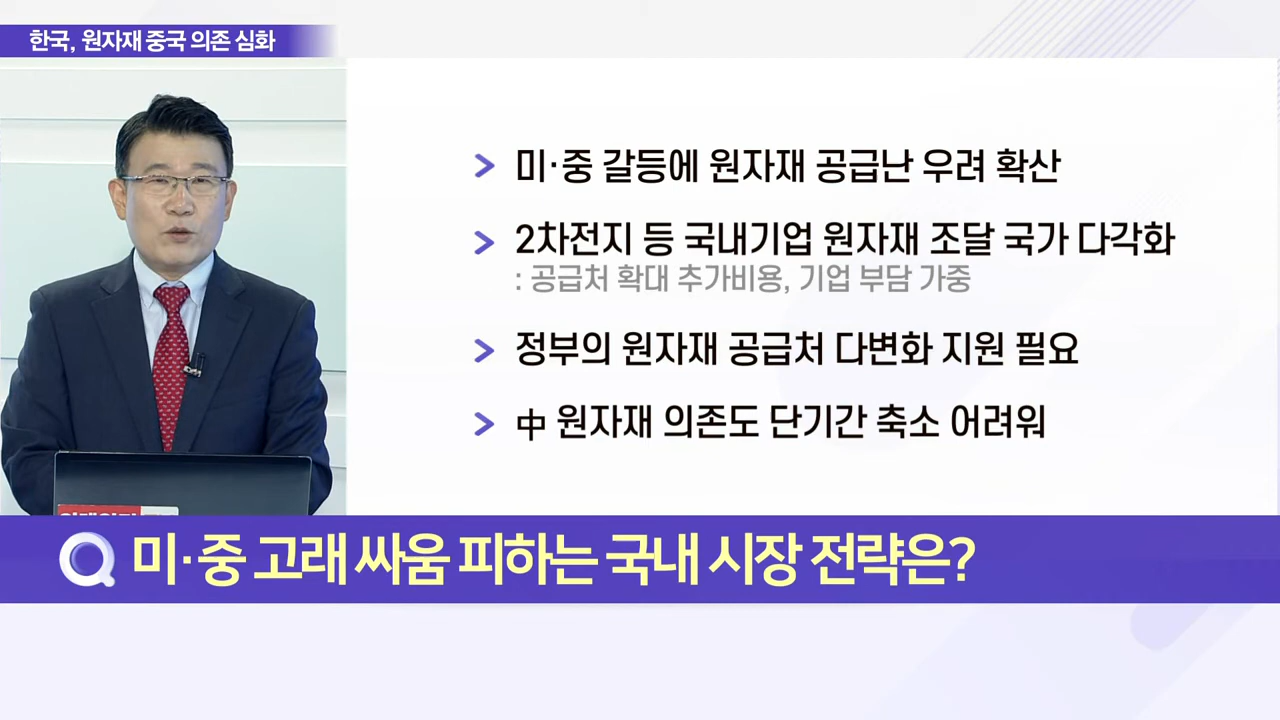 한국, 원자재 중국 의존 심화
미·중 갈등에 원자재 공급난 우려 확산
2차전지 등 국내기업 원자재 조달 국가 다각화
: 공급처 확대 추가비용, 기업 부담 가중
정부의 원자재 공급처 다변화 지원 필요
中 원자재 의존도 단기간 축소 어려워
미·중 고래 싸움 피하는 국내 시장 전략은?